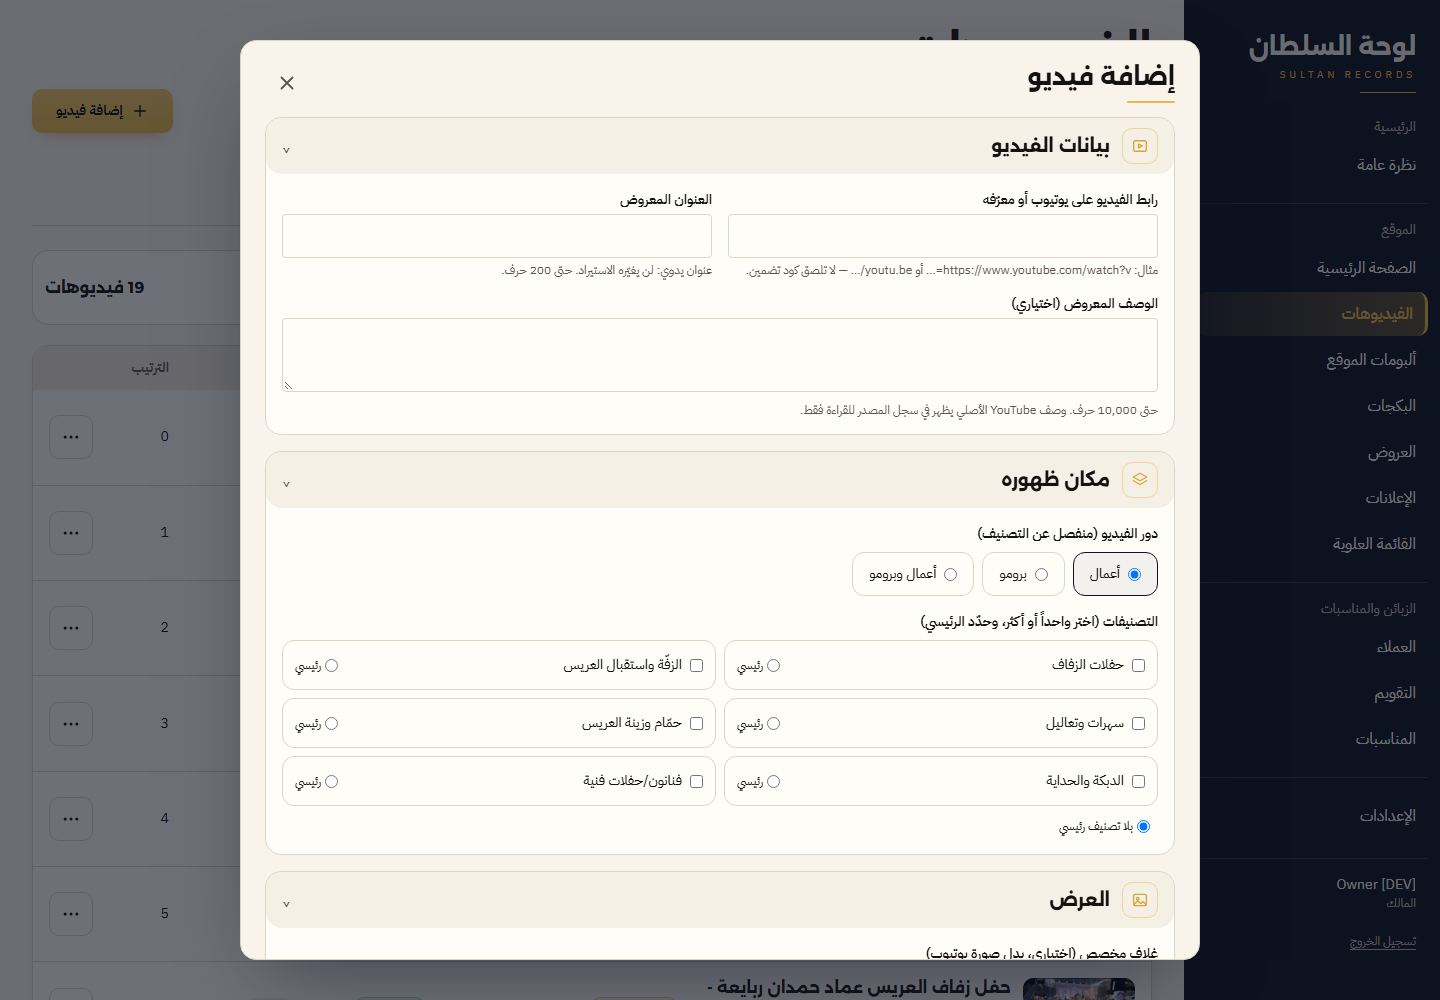 لوحة السلطان
SULTAN RECORDS
الرئيسية
نظرة عامة
الموقع
الصفحة الرئيسية
الفيديوهات
ألبومات الموقع
البكجات
العروض
الإعلانات
القائمة العلوية
الزبائن والمناسبات
العملاء
التقويم
المناسبات
الإعدادات
Owner [DEV]
المالك
تسجيل الخروج
إضافة فيديو
19 فيديوهات
الترتيب
0
1
2
3
4
5
إضافة فيديو
بيانات الفيديو
رابط الفيديو على يوتيوب أو معرّفه
العنوان المعروض
مثال: https://www.youtube.com/watch?v=... أو youtu.be/... — لا تلصق كود تضمين.
عنوان يدوي: لن يغيّره الاستيراد. حتى 200 حرف.
الوصف المعروض (اختياري)
حتى 10,000 حرف. وصف YouTube الأصلي يظهر في سجل المصدر للقراءة فقط.
مكان ظهوره
دور الفيديو (منفصل عن التصنيف)
أعمال
برومو
أعمال وبرومو
التصنيفات (اختر واحداً أو أكثر، وحدّد الرئيسي)
حفلات الزفاف
رئيسي
الزفّة واستقبال العريس
رئيسي
سهرات وتعاليل
رئيسي
حمّام وزينة العريس
رئيسي
الدبكة والحداية
رئيسي
فنانون/حفلات فنية
رئيسي
بلا تصنيف رئيسي
العرض
غلاف مخصص (اختياري، بدل صورة يوتيوب)
حفل زفاف العريس عماد حمدان ربايعة -